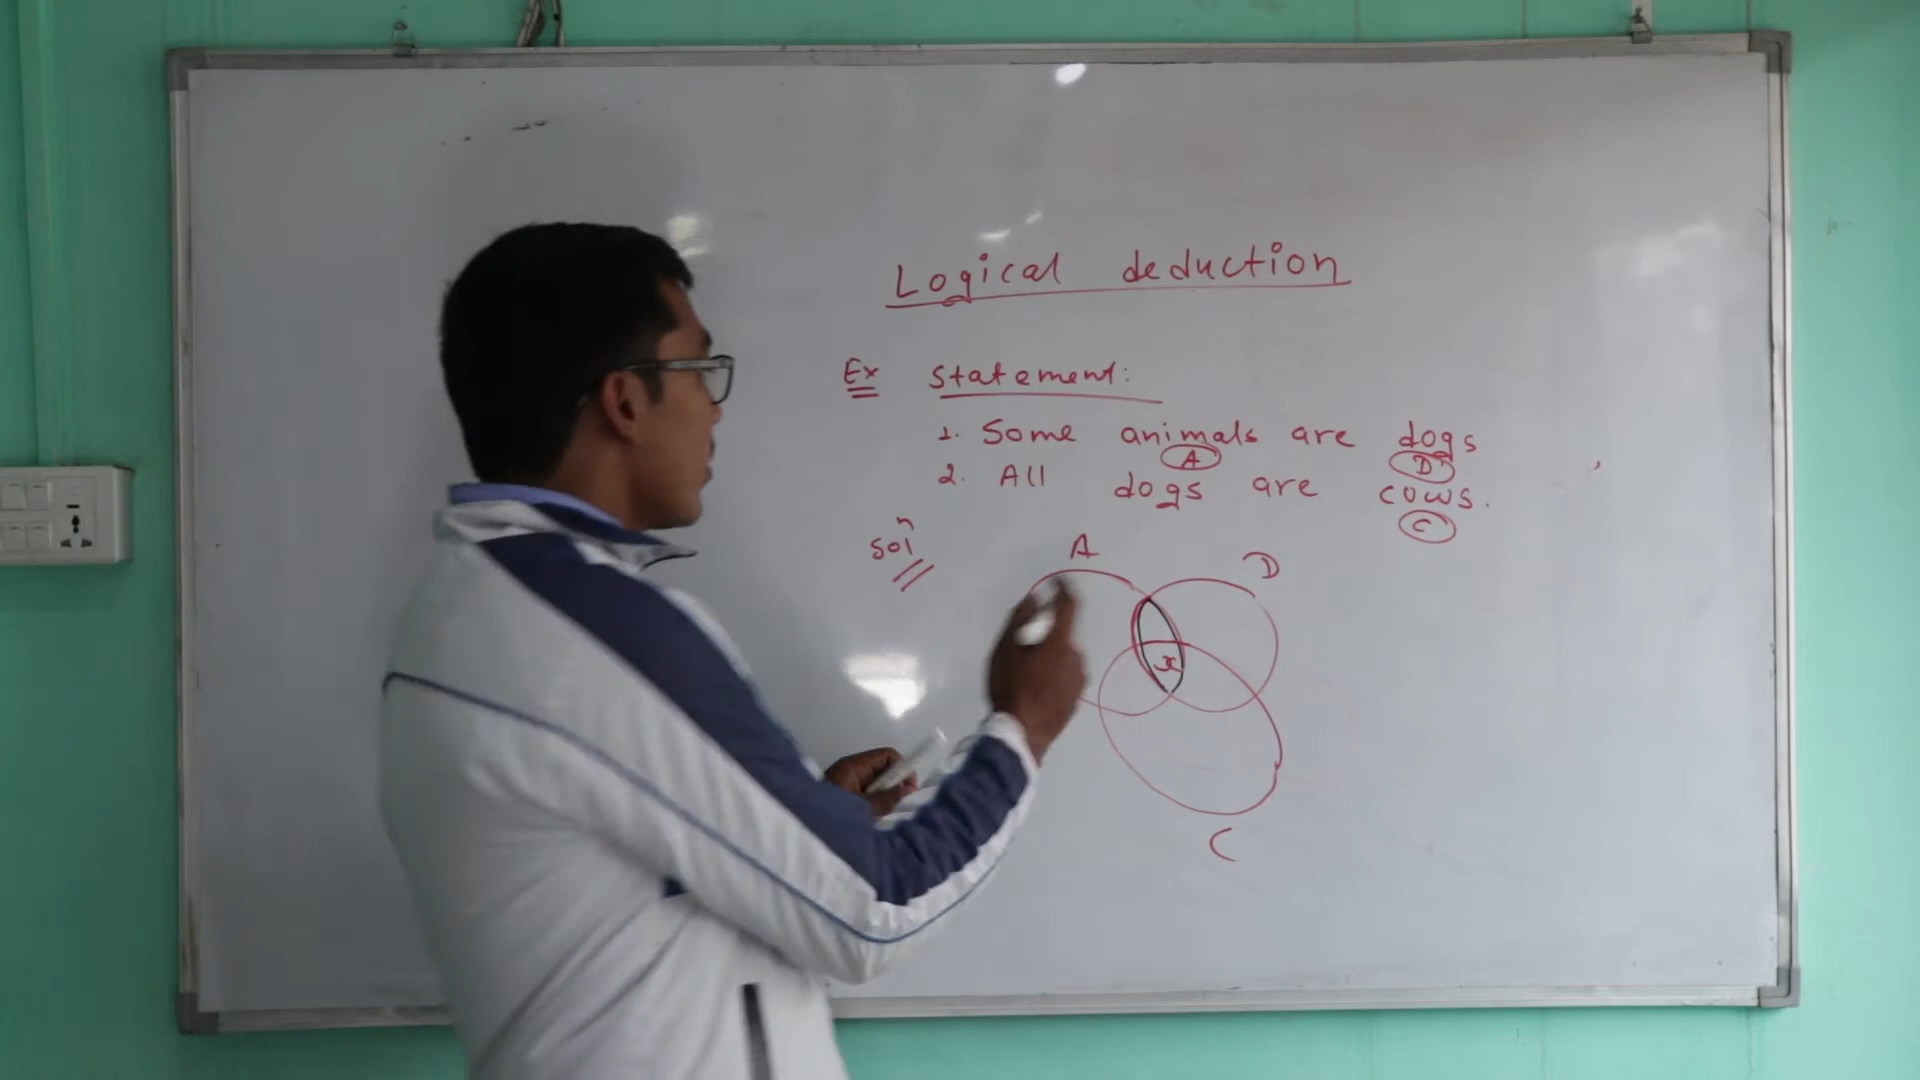 Logical deduction
Ex Statement:
1. Some animals are dogs
A D
2. All dogs are cows.
C
Solⁿ
A D
x
C